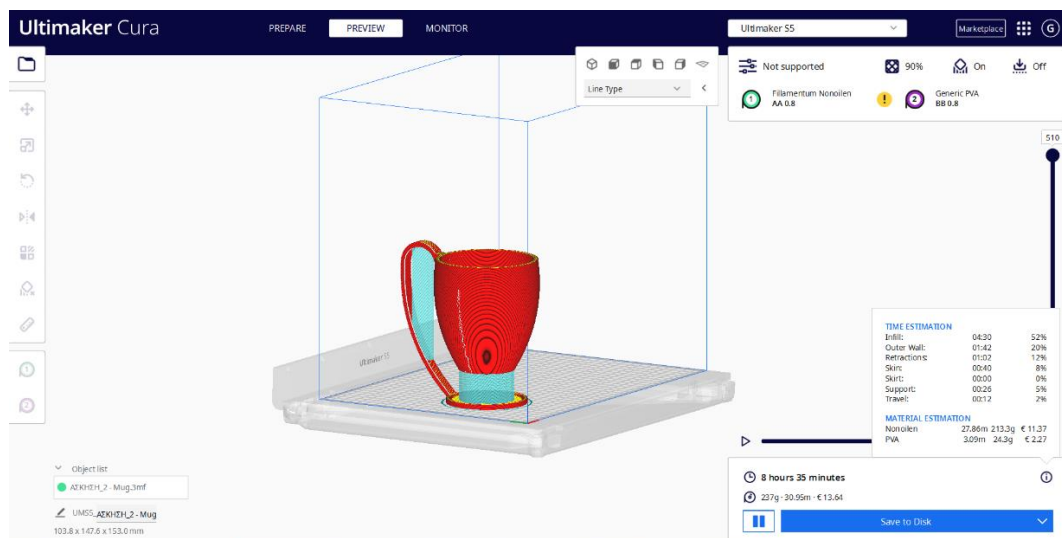 Ultimaker Cura
PREPARE PREVIEW MONITOR
Ultimaker S5
Marketplace
G
Line Type
Not supported 90% On Off
1 Fillamentum Nonoilen 2 Generic PVA
AA 0.8 BB 0.8
510
Ultimaker S5
1
2
TIME ESTIMATION
Infill: 04:30 52%
Outer Wall: 01:42 20%
Retractions: 01:02 12%
Skin: 00:40 8%
Skirt: 00:00 0%
Support: 00:26 5%
Travel: 00:12 2%
MATERIAL ESTIMATION
Nonoilen 27.86m 213.3g € 11.37
PVA 3.09m 24.3g € 2.27
Object list
ΑΣΚΗΣΗ_2 - Mug.3mf
UMS5_ΑΣΚΗΣΗ_2 - Mug
103.8 x 147.6 x 153.0 mm
8 hours 35 minutes
237g · 30.95m · € 13.64
Save to Disk